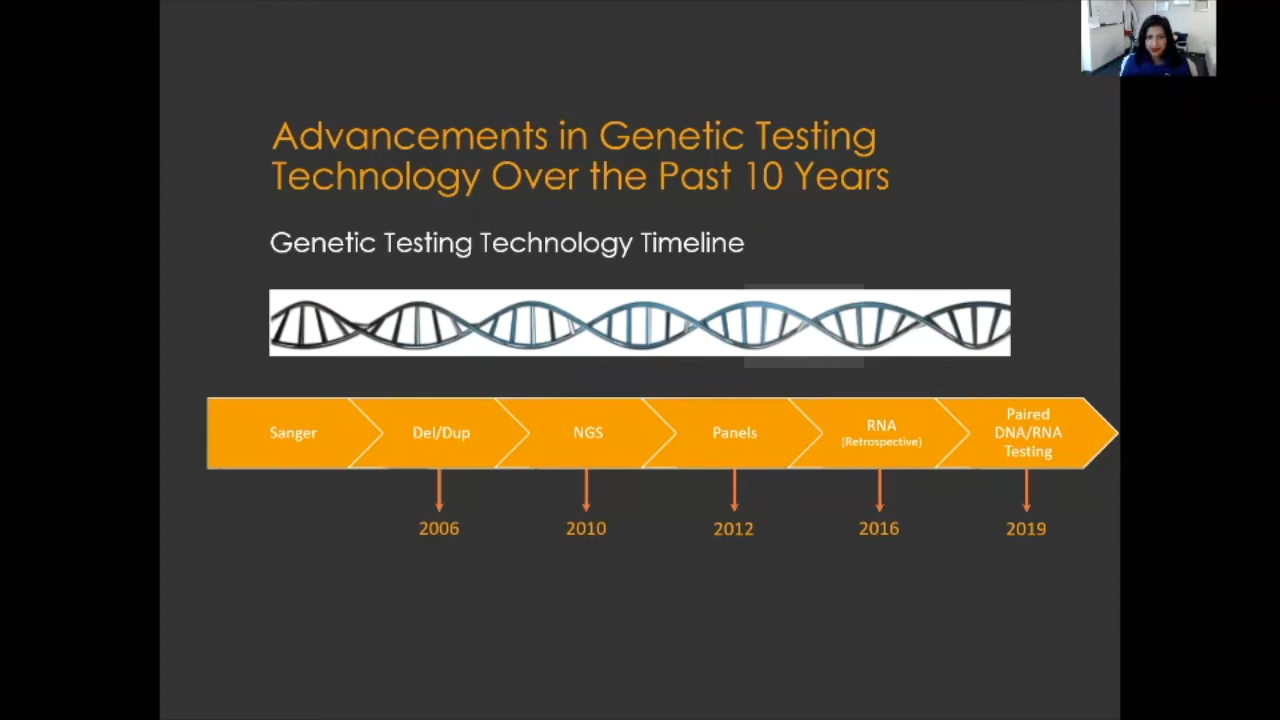 Advancements in Genetic Testing
Technology Over the Past 10 Years
Genetic Testing Technology Timeline
Sanger
Del/Dup
NGS
Panels
RNA
(Retrospective)
Paired
DNA/RNA
Testing
2006
2010
2012
2016
2019